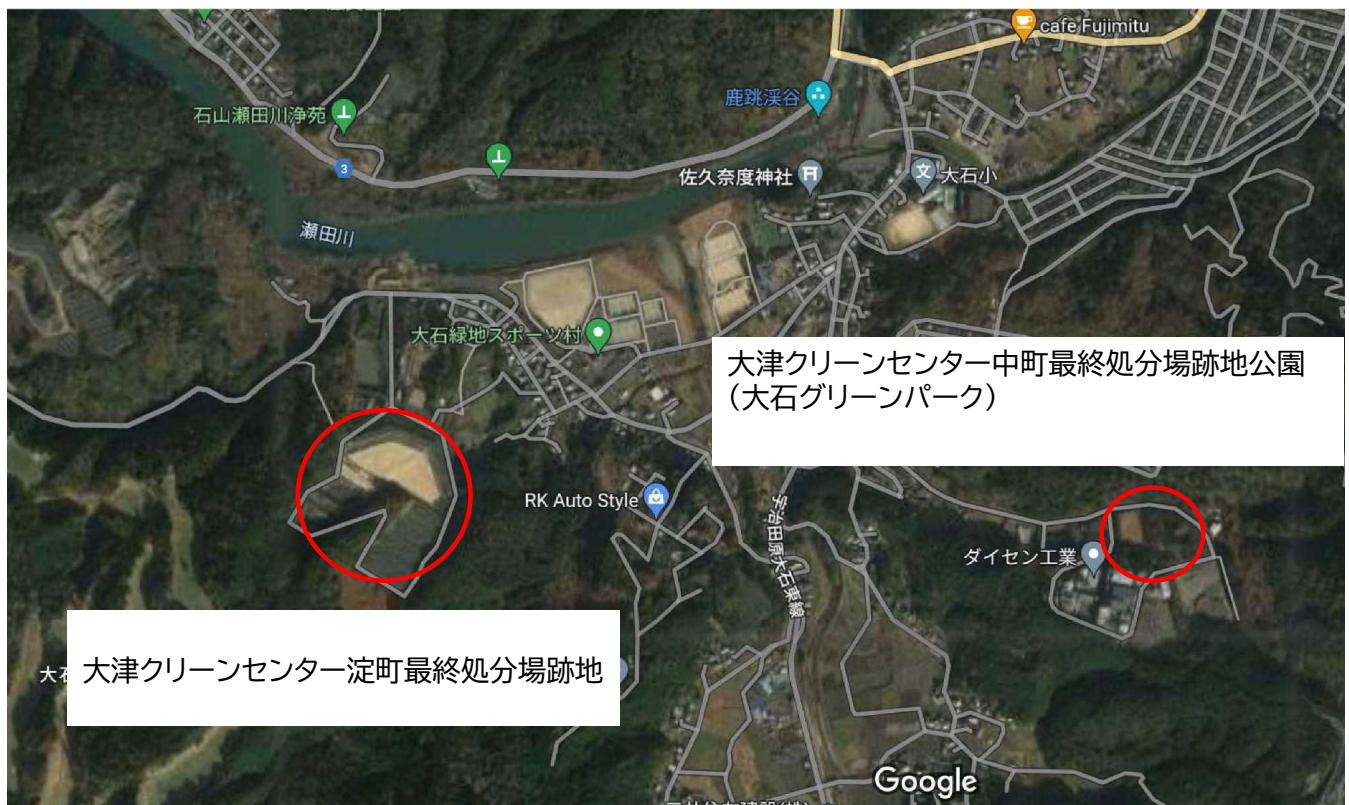 cafe Fujimitu
鹿跳渓谷
石山瀬田川浄苑
3
佐久奈度神社
文
大石小
瀬田川
大石緑地スポーツ村
大津クリーンセンター中町最終処分場跡地公園
(大石グリーンパーク)
RK Auto Style
宇治田原大石東線
ダイセン工業
大津クリーンセンター淀町最終処分場跡地
Google